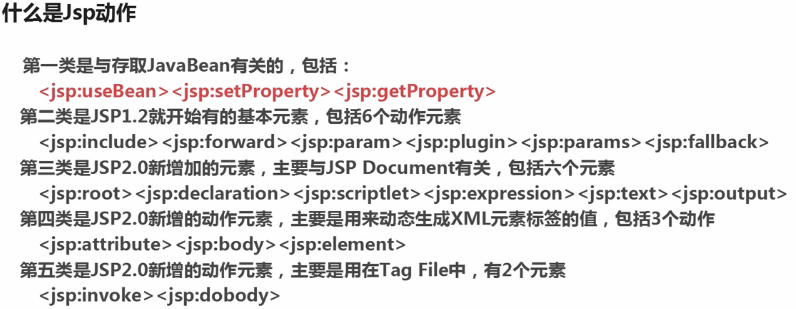 什么是Jsp动作
第一类是与存取JavaBean有关的，包括：
<jsp:useBean><jsp:setProperty><jsp:getProperty>
第二类是JSP1.2就开始有的基本元素，包括6个动作元素
<jsp:include><jsp:forward><jsp:param><jsp:plugin><jsp:params><jsp:fallback>
第三类是JSP2.0新增加的元素，主要与JSP Document有关，包括六个元素
<jsp:root><jsp:declaration><jsp:scriptlet><jsp:expression><jsp:text><jsp:output>
第四类是JSP2.0新增的动作元素，主要是用来动态生成XML元素标签的值，包括3个动作
<jsp:attribute><jsp:body><jsp:element>
第五类是JSP2.0新增的动作元素，主要是用在Tag File中，有2个元素
<jsp:invoke><jsp:dobody>